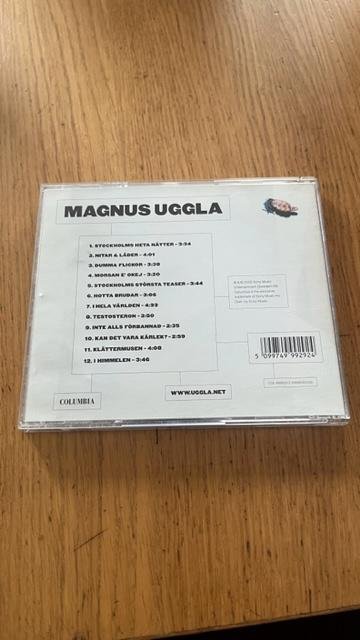 MAGNUS UGGLA
1. STOCKHOLMS HETA NÄTTER - 3:34
2. NITAR & LÄDER - 4:01
3. DUMMA FLICKOR - 3:38
4. MORSAN E' OKEJ - 3:20
5. STOCKHOLMS STÖRSTA TEASER - 3:44
6. HOTTA BRUDAR - 3:06
7. I HELA VÄRLDEN - 4:39
8. TESTOSTERON - 2:50
9. INTE ALLS FÖRBANNAD - 2:35
10. KAN DET VARA KÄRLEK? - 2:59
11. KLÄTTERMUSEN - 4:08
12. I HIMMELEN - 3:46
5 099749 992924
WWW.UGGLA.NET
COLUMBIA